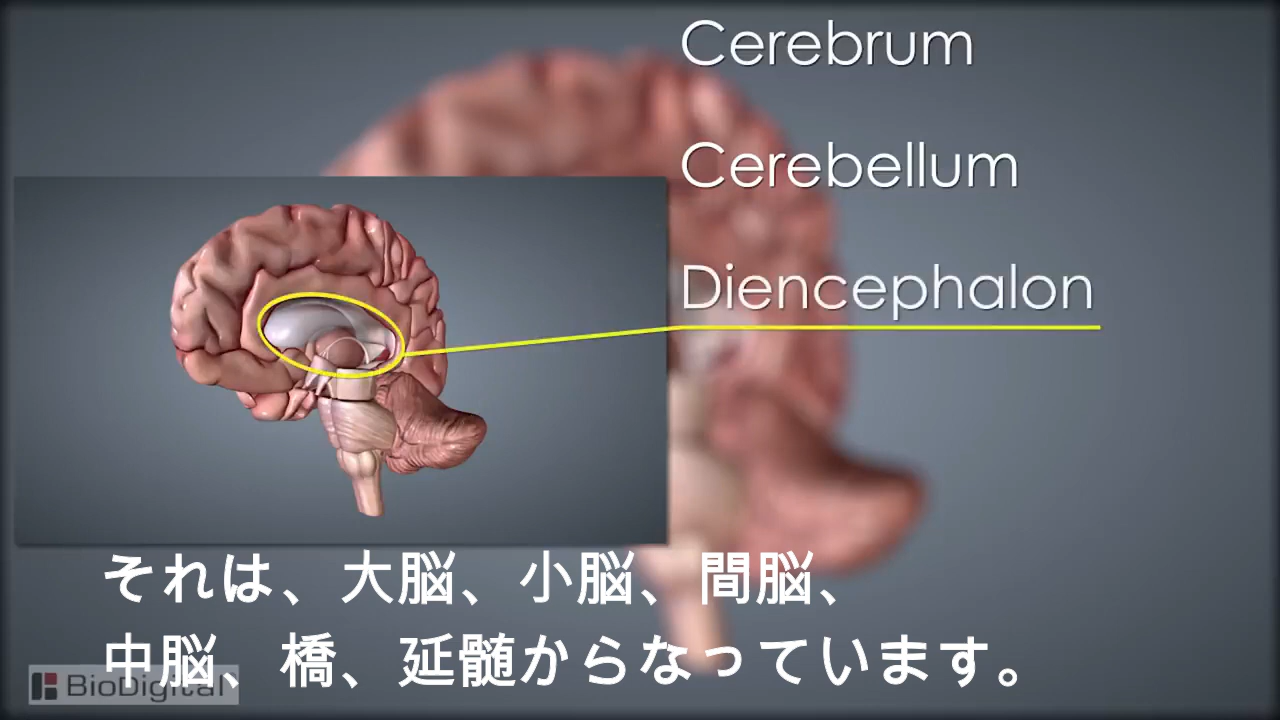 Cerebrum
Cerebellum
Diencephalon
それは、大脳、小脳、間脳、
中脳、橋、延髄からなっています。
BioDigital